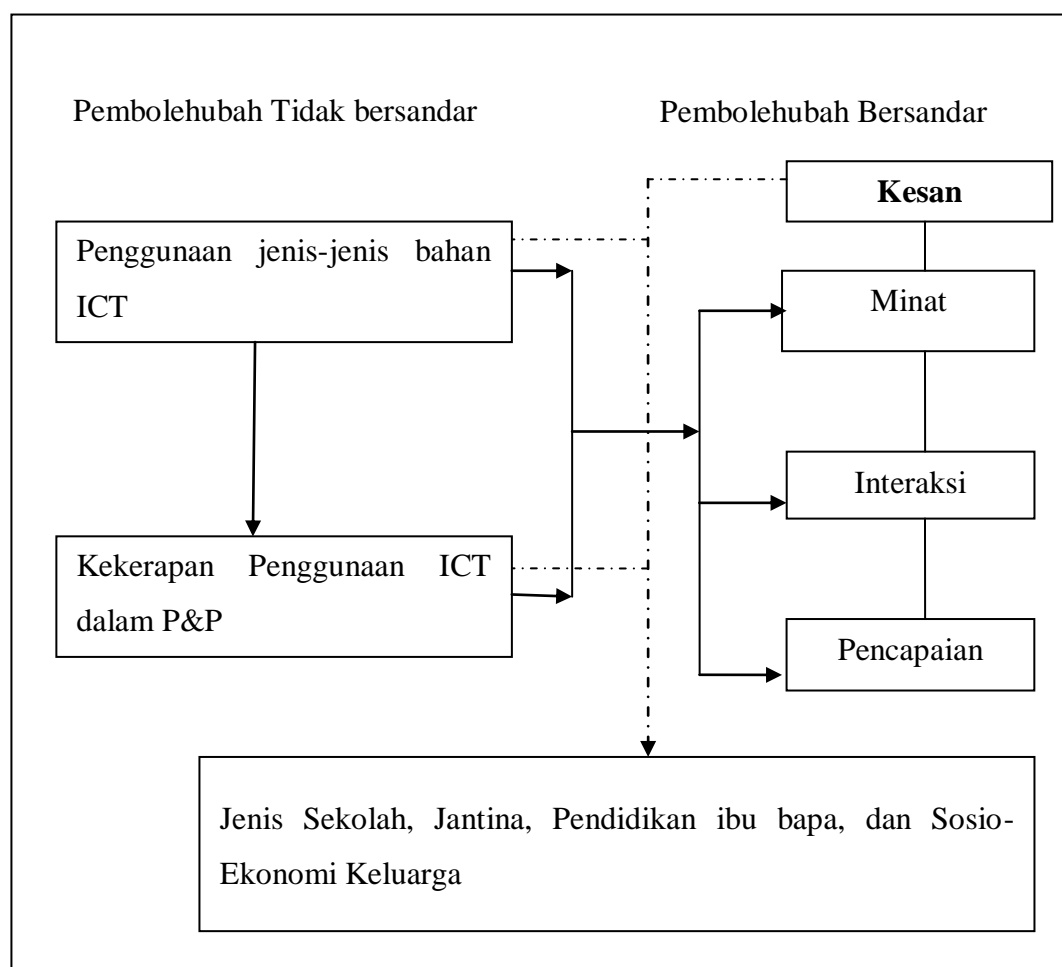 Pembolehubah Tidak bersandar
Pembolehubah Bersandar
Kesan
Penggunaan jenis-jenis bahan
ICT
Minat
Interaksi
Kekerapan Penggunaan ICT
dalam P&P
Pencapaian
Jenis Sekolah, Jantina, Pendidikan ibu bapa, dan Sosio-
Ekonomi Keluarga